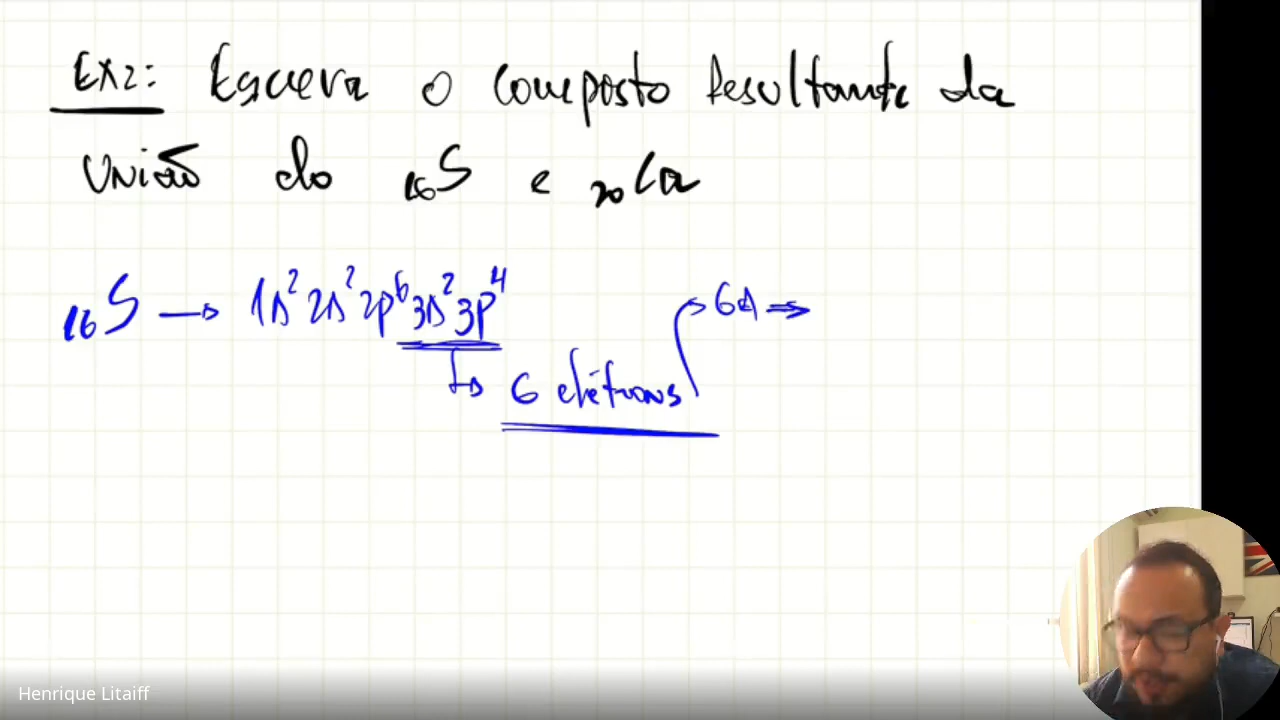 EX2: Escreva o composto Resultante da
União do ₁₆S e ₂₀Ca
₁₆S → 1s² 2s² 2p⁶ 3s² 3p⁴
→ 6A ⇒
↳ 6 elétrons
Henrique Litaiff